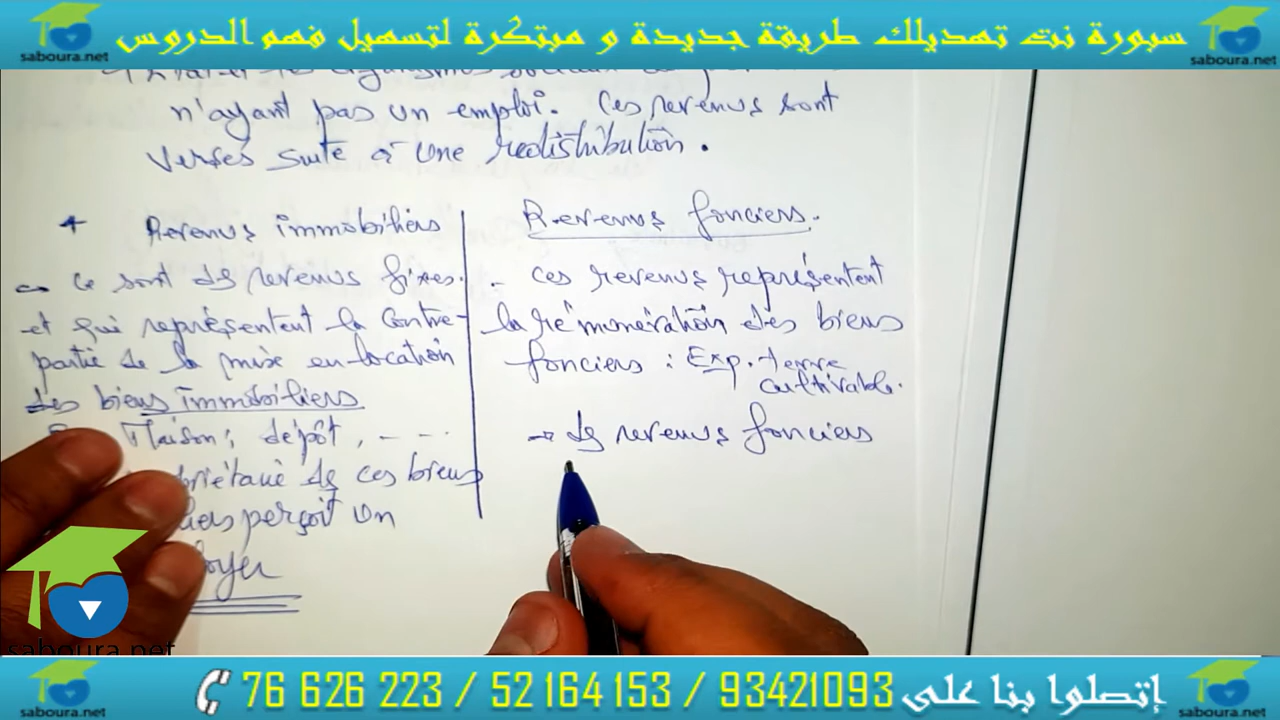 سبورة نت تهديلك طريقة جديدة و مبتكرة لتسهيل فهم الدروس
saboura.net
saboura.net
n'ayant pas un emploi. Ces revenus sont
versés suite à une redistribution.
+ Revenus immobiliers
→ Ce sont des revenus fixes.
et qui représentent la contre-
partie de la mise en location
des biens immobiliers
Maison; dépôt, - - -
de ces biens
perçoit un
Revenus fonciers.
- Ces revenus représentent
la rémunération des biens
fonciers : Exp. terre
cultivable.
→ ds revenus fonciers
saboura.net
saboura.net
76 626 223 / 52 164 153 / 93421093 إتصلوا بنا على
saboura.net